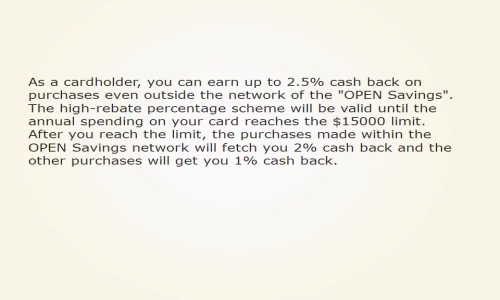 As a cardholder, you can earn up to 2.5% cash back on
purchases even outside the network of the "OPEN Savings".
The high-rebate percentage scheme will be valid until the
annual spending on your card reaches the $15000 limit.
After you reach the limit, the purchases made within the
OPEN Savings network will fetch you 2% cash back and the
other purchases will get you 1% cash back.